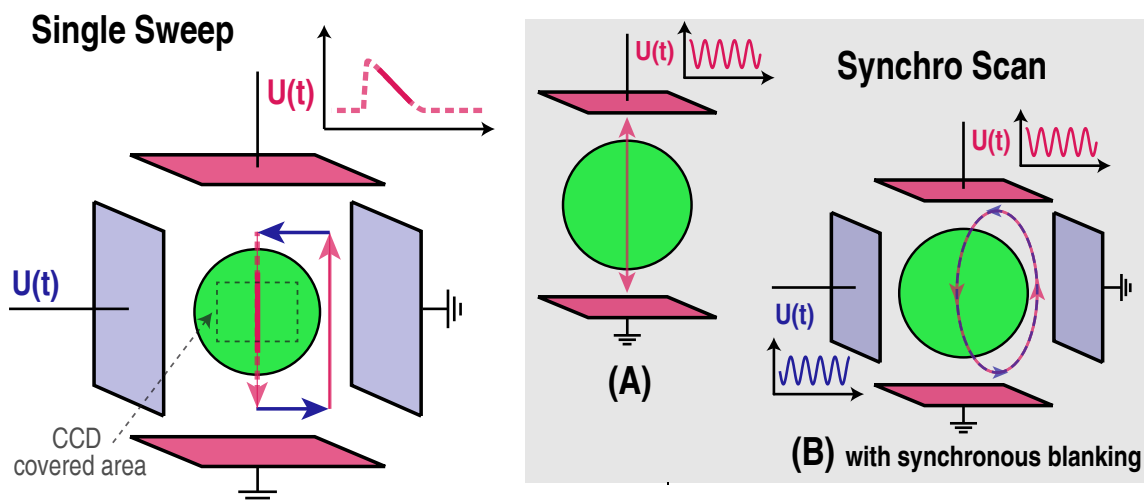 Single Sweep
U(t)
U(t)
CCD
covered area
Synchro Scan
U(t)
(A)
U(t)
U(t)
(B) with synchronous blanking